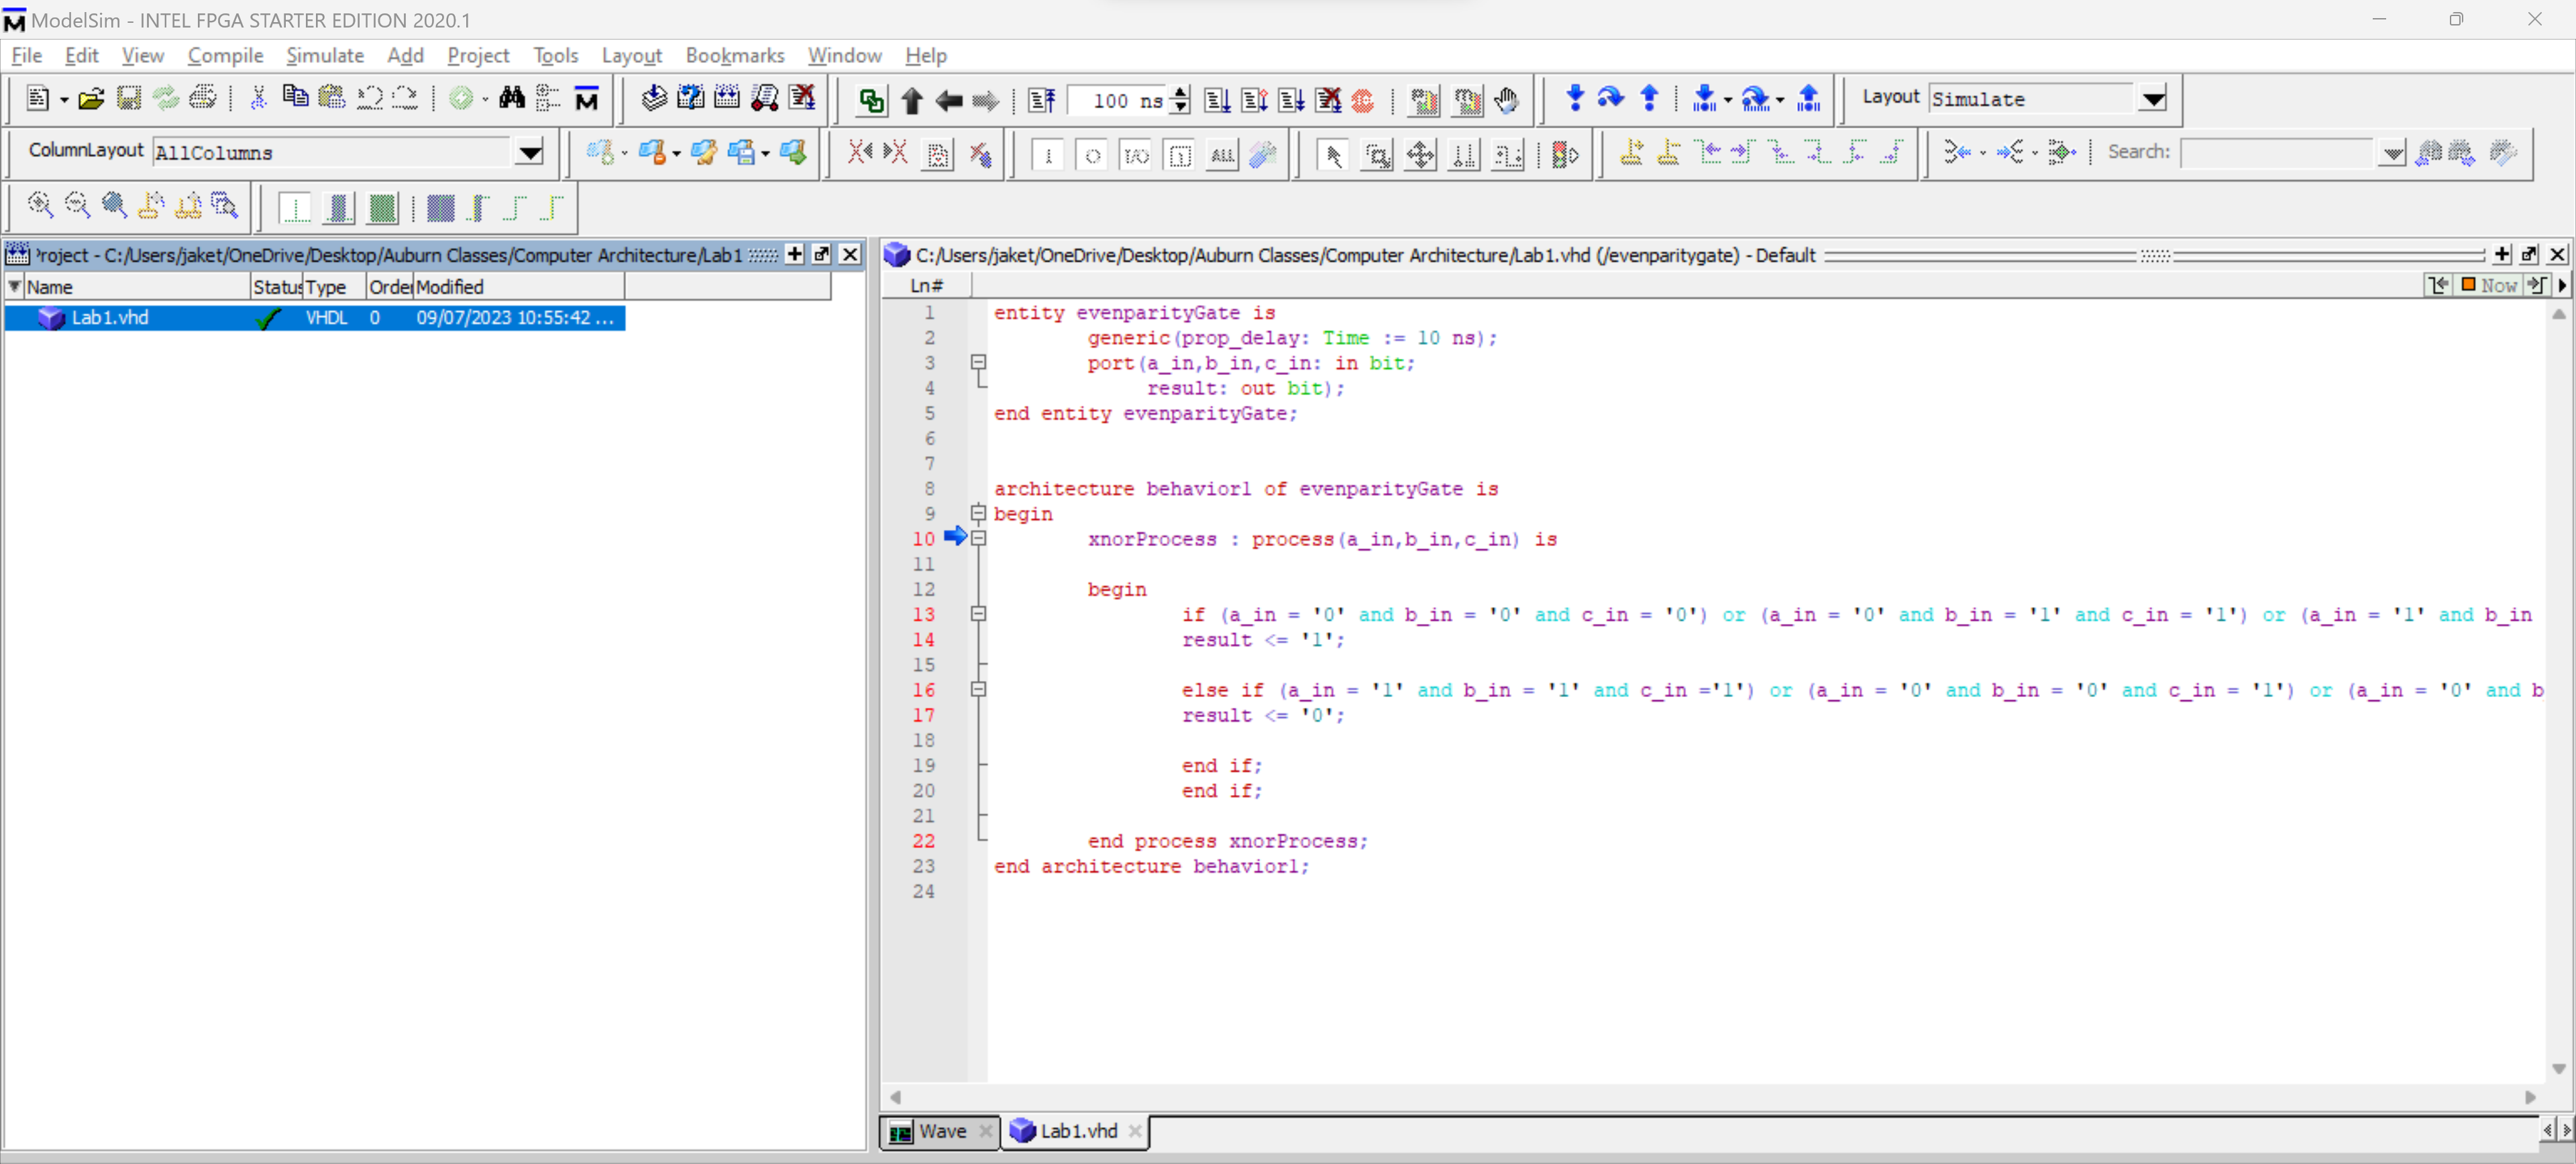 ModelSim - INTEL FPGA STARTER EDITION 2020.1
File Edit View Compile Simulate Add Project Tools Layout Bookmarks Window Help
100 ns
Layout Simulate
ColumnLayout AllColumns
ALL
Search:
Project - C:/Users/jaket/OneDrive/Desktop/Auburn Classes/Computer Architecture/Lab1
Name Status Type Order Modified
Lab1.vhd VHDL 0 09/07/2023 10:55:42 ...
C:/Users/jaket/OneDrive/Desktop/Auburn Classes/Computer Architecture/Lab1.vhd (/evenparitygate) - Default
Ln#
Now
1 entity evenparityGate is
2 generic(prop_delay: Time := 10 ns);
3 port(a_in,b_in,c_in: in bit;
4 result: out bit);
5 end entity evenparityGate;
6
7
8 architecture behavior1 of evenparityGate is
9 begin
10 xnorProcess : process(a_in,b_in,c_in) is
11
12 begin
13 if (a_in = '0' and b_in = '0' and c_in = '0') or (a_in = '0' and b_in = '1' and c_in = '1') or (a_in = '1' and b_in
14 result <= '1';
15
16 else if (a_in = '1' and b_in = '1' and c_in ='1') or (a_in = '0' and b_in = '0' and c_in = '1') or (a_in = '0' and b
17 result <= '0';
18
19 end if;
20 end if;
21
22 end process xnorProcess;
23 end architecture behavior1;
24
Wave
Lab1.vhd